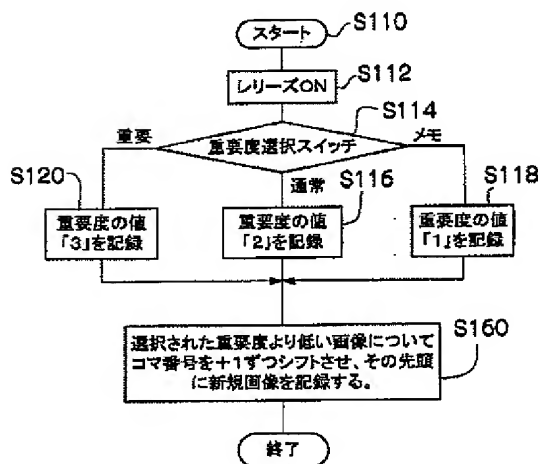 スタート
S110
レリーズON
S112
重要度選択スイッチ
S114
重要
通常
メモ
S120
重要度の値
「3」を記録
S116
重要度の値
「2」を記録
S118
重要度の値
「1」を記録
選択された重要度より低い画像について
コマ番号を+1ずつシフトさせ、その先頭
に新規画像を記録する。
S160
終了